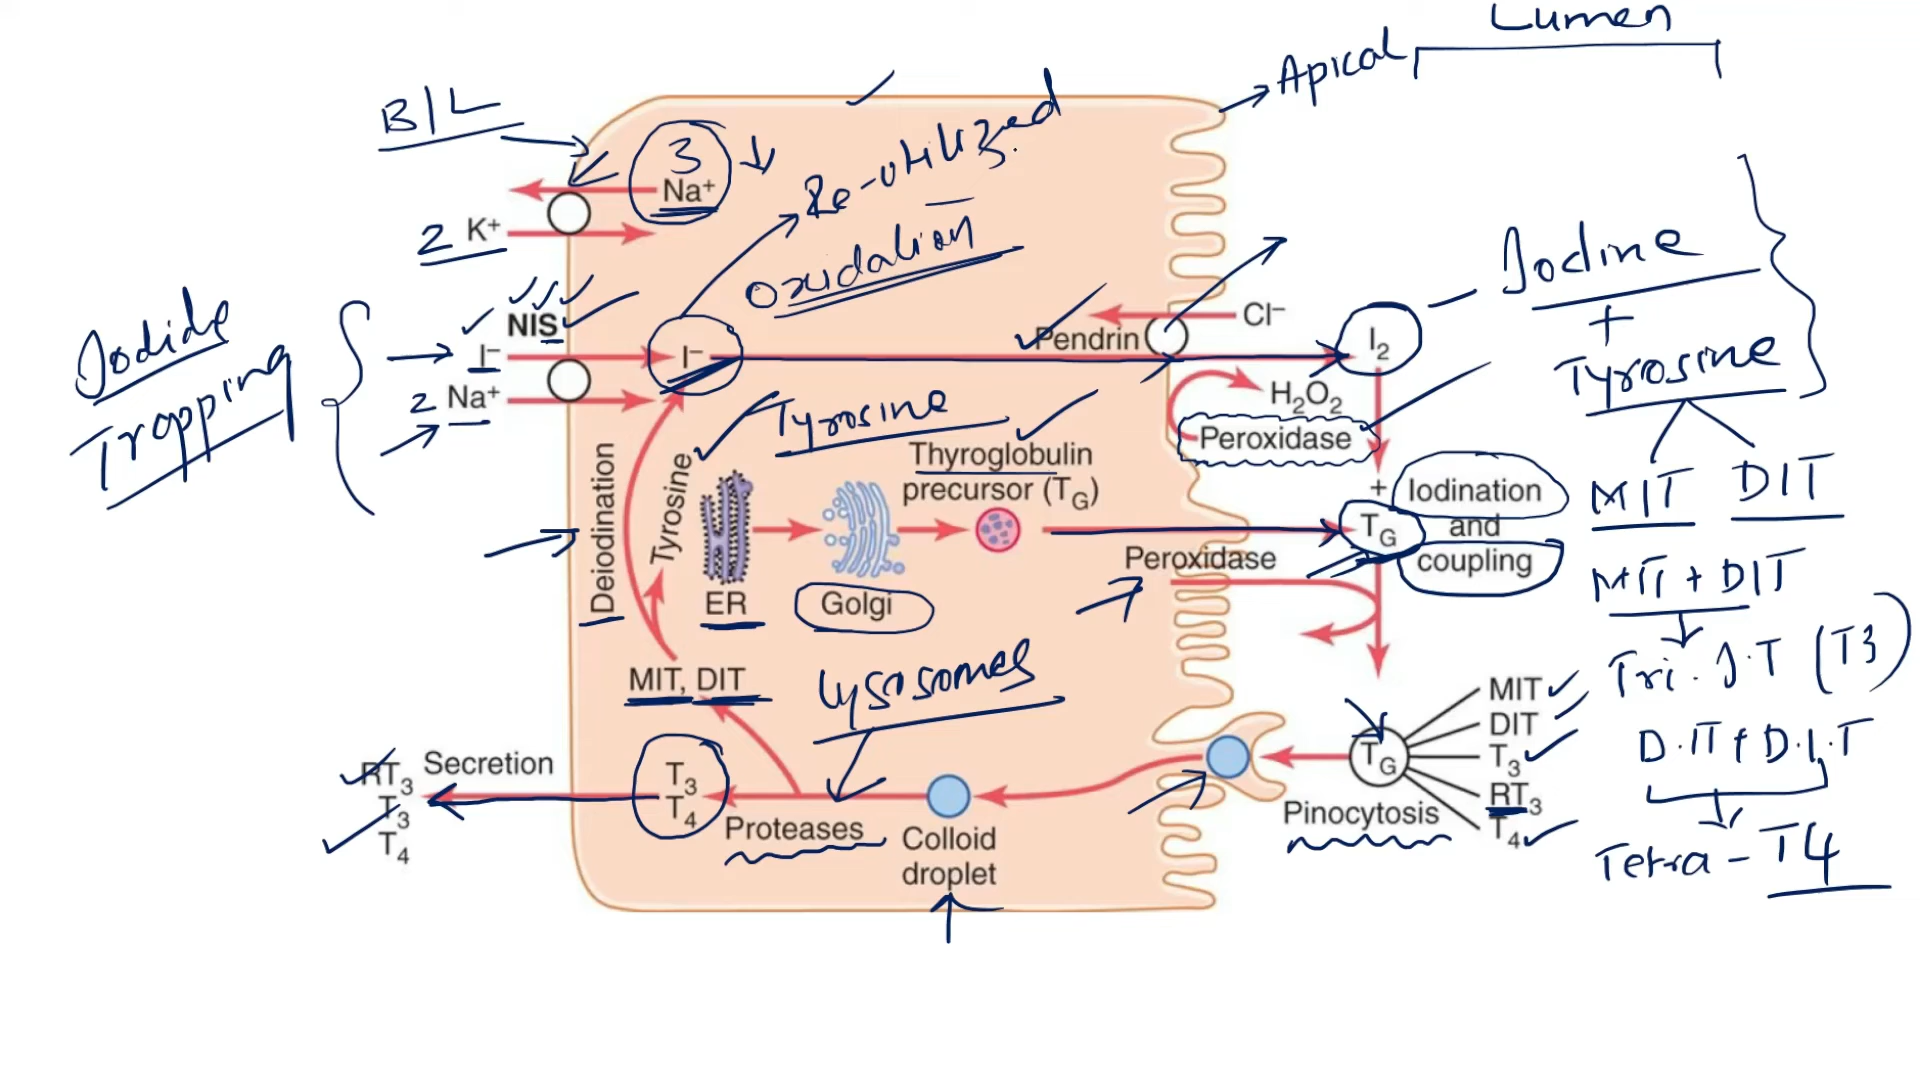 Lumen
Apical
B/L
3
Na⁺
Re-utilized
2 K⁺
Oxidation
Iodide
Trapping
NIS
I⁻
I⁻
2 Na⁺
Pendrin
Cl⁻
I₂
Iodine
+
Tyrosine
H₂O₂
Peroxidase
Tyrosine
Thyroglobulin
precursor (TG)
Deiodination
Tyrosine
ER
Golgi
+
TG
Iodination
and
coupling
Peroxidase
MIT DIT
MIT + DIT
Tri. I.T (T3)
D.IT + D.I.T
Tetra - T4
MIT, DIT
Lysosomes
MIT
DIT
T₃
RT₃
T₄
TG
Pinocytosis
Colloid
droplet
Proteases
T₃
T₄
Secretion
RT₃
T₃
T₄